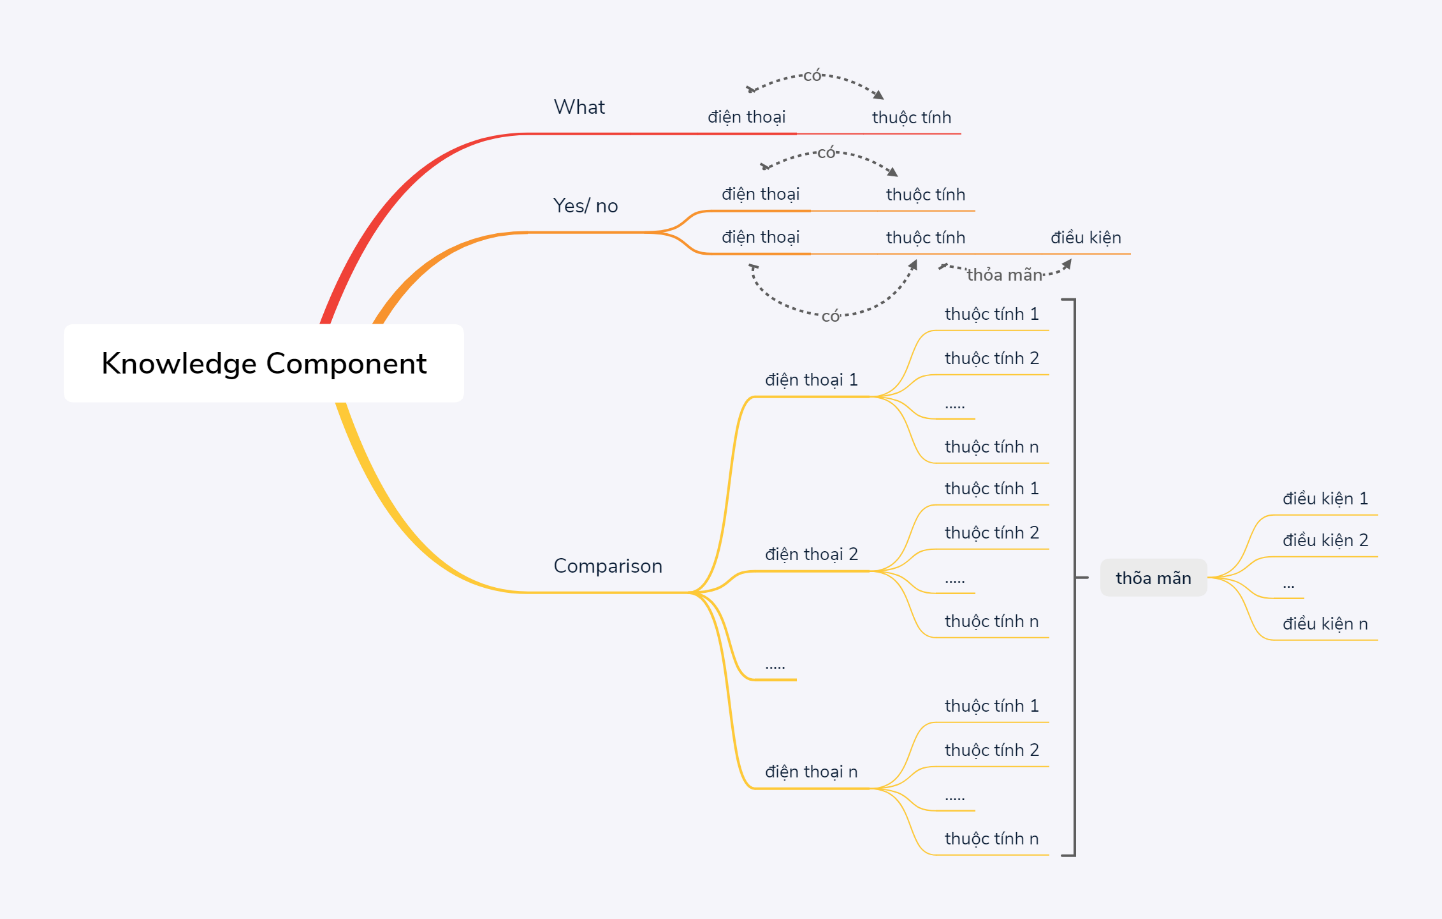 Knowledge Component
What
điện thoại
có
thuộc tính
Yes/ no
điện thoại
có
thuộc tính
điện thoại
có
thuộc tính
thỏa mãn
điều kiện
Comparison
điện thoại 1
thuộc tính 1
thuộc tính 2
.....
thuộc tính n
điện thoại 2
thuộc tính 1
thuộc tính 2
.....
thuộc tính n
.....
điện thoại n
thuộc tính 1
thuộc tính 2
.....
thuộc tính n
thõa mãn
điều kiện 1
điều kiện 2
...
điều kiện n